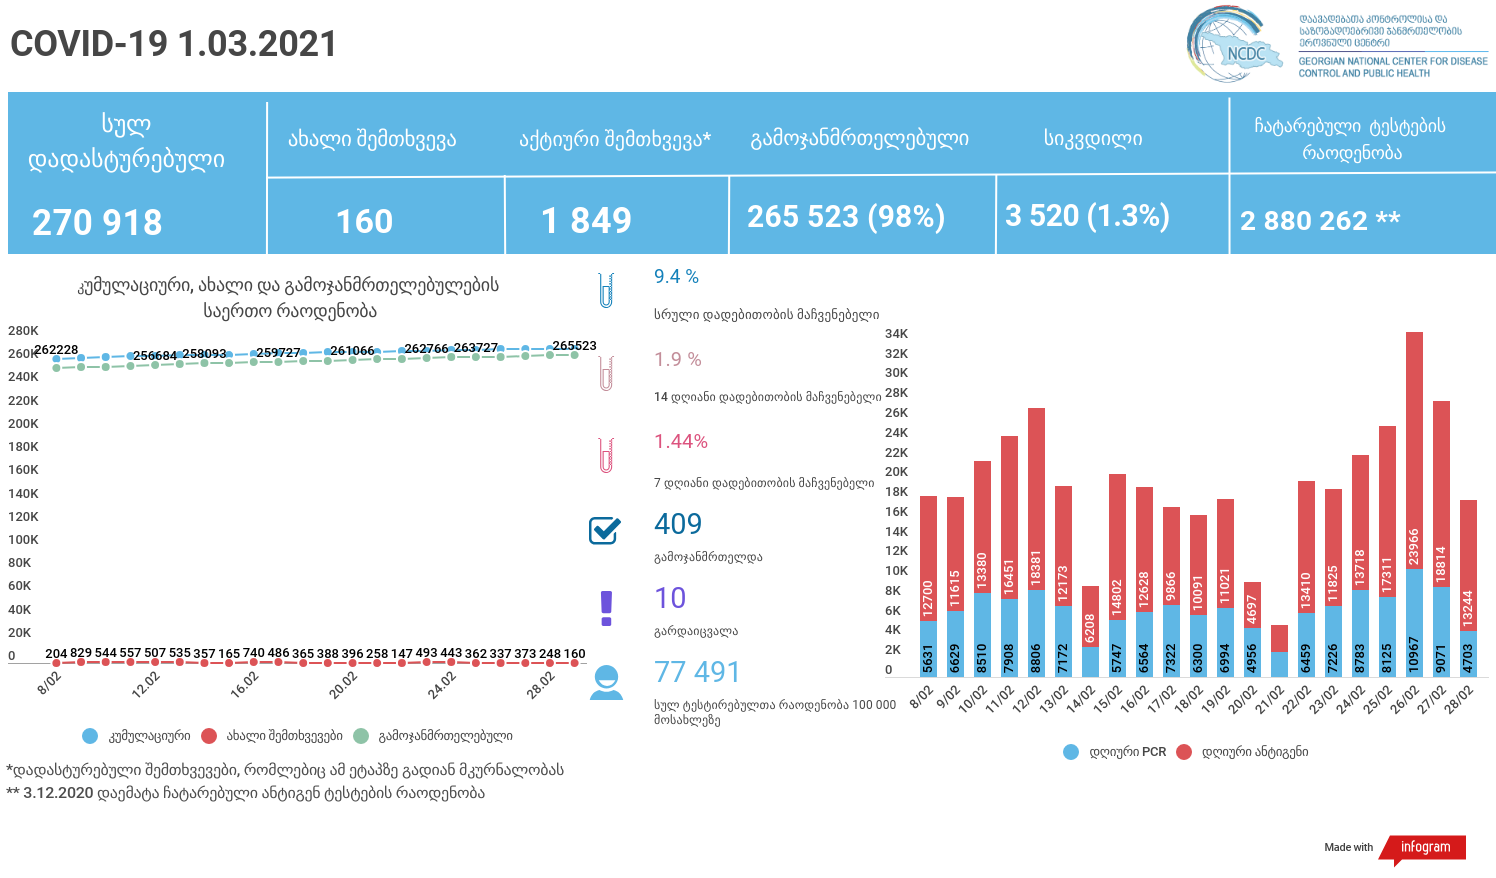 COVID-19 1.03.2021
დაავადებათა კონტროლისა და
საზოგადოებრივი ჯანმრთელობის
ეროვნული ცენტრი
NCDC
GEORGIAN NATIONAL CENTER FOR DISEASE
CONTROL AND PUBLIC HEALTH
სულ
დადასტურებული
270 918
ახალი შემთხვევა
160
აქტიური შემთხვევა*
1 849
გამოჯანმრთელებული
265 523 (98%)
სიკვდილი
3 520 (1.3%)
ჩატარებული ტესტების
რაოდენობა
2 880 262 **
კუმულაციური, ახალი და გამოჯანმრთელებულების
საერთო რაოდენობა
280K
260K
240K
220K
200K
180K
160K
140K
120K
100K
80K
60K
40K
20K
0
262228 256684 258093 259727 261066 262766 263727 265523
204 829 544 557 507 535 357 165 740 486 365 388 396 258 147 493 443 362 337 373 248 160
8/02 12.02 16.02 20.02 24.02 28.02
კუმულაციური ახალი შემთხვევები გამოჯანმრთელებული
*დადასტურებული შემთხვევები, რომლებიც ამ ეტაპზე გადიან მკურნალობას
** 3.12.2020 დაემატა ჩატარებული ანტიგენ ტესტების რაოდენობა
9.4 %
სრული დადებითობის მაჩვენებელი
1.9 %
14 დღიანი დადებითობის მაჩვენებელი
1.44%
7 დღიანი დადებითობის მაჩვენებელი
409
გამოჯანმრთელდა
10
გარდაიცვალა
77 491
სულ ტესტირებულთა რაოდენობა 100 000
მოსახლეზე
34K
32K
30K
28K
26K
24K
22K
20K
18K
16K
14K
12K
10K
8K
6K
4K
2K
0
12700 11615 13380 16451 18381 12173 6208 14802 12628 9866 10091 11021 4697 13410 11825 13718 17311 23966 18814 13244
5631 6629 8510 7908 8806 7172 5747 6564 7322 6300 6994 4956 6459 7226 8783 8125 10967 9071 4703
8/02 9/02 10/02 11/02 12/02 13/02 14/02 15/02 16/02 17/02 18/02 19/02 20/02 21/02 22/02 23/02 24/02 25/02 26/02 27/02 28/02
დღიური PCR დღიური ანტიგენი
Made with infogram